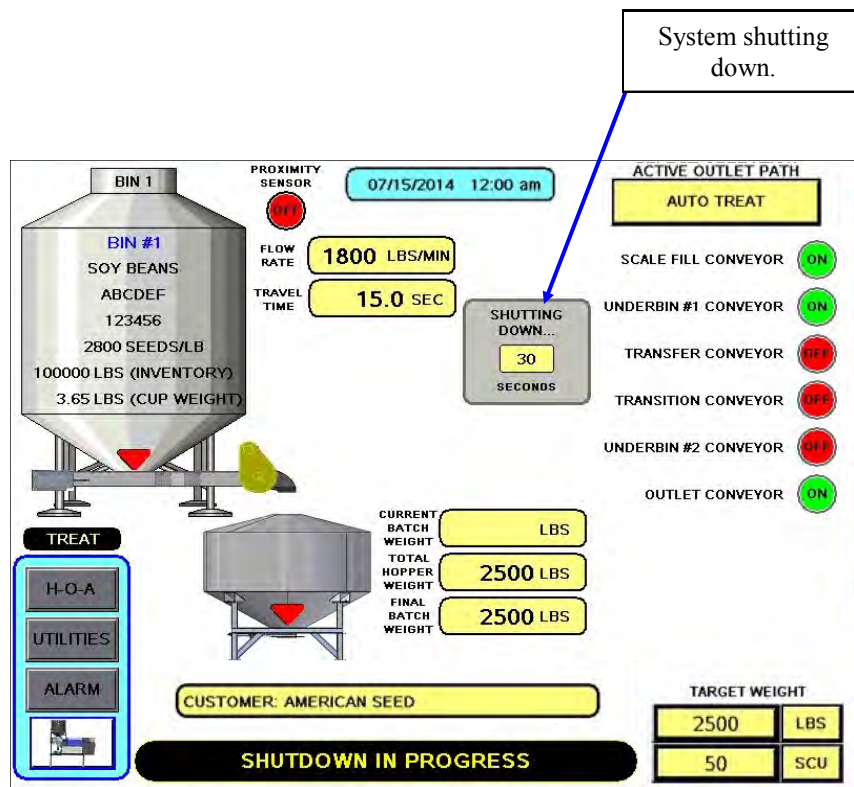 System shutting
down.
BIN 1
BIN #1
SOY BEANS
ABCDEF
123456
2800 SEEDS/LB
100000 LBS (INVENTORY)
3.65 LBS (CUP WEIGHT)
PROXIMITY
SENSOR
OFF
07/15/2014 12:00 am
FLOW
RATE
1800 LBS/MIN
TRAVEL
TIME
15.0 SEC
SHUTTING
DOWN...
30
SECONDS
ACTIVE OUTLET PATH
AUTO TREAT
SCALE FILL CONVEYOR ON
UNDERBIN #1 CONVEYOR ON
TRANSFER CONVEYOR OFF
TRANSITION CONVEYOR OFF
UNDERBIN #2 CONVEYOR OFF
OUTLET CONVEYOR ON
TREAT
H-O-A
UTILITIES
ALARM
CURRENT
BATCH
WEIGHT
LBS
TOTAL
HOPPER
WEIGHT
2500 LBS
FINAL
BATCH
WEIGHT
2500 LBS
CUSTOMER: AMERICAN SEED
SHUTDOWN IN PROGRESS
TARGET WEIGHT
2500 LBS
50 SCU